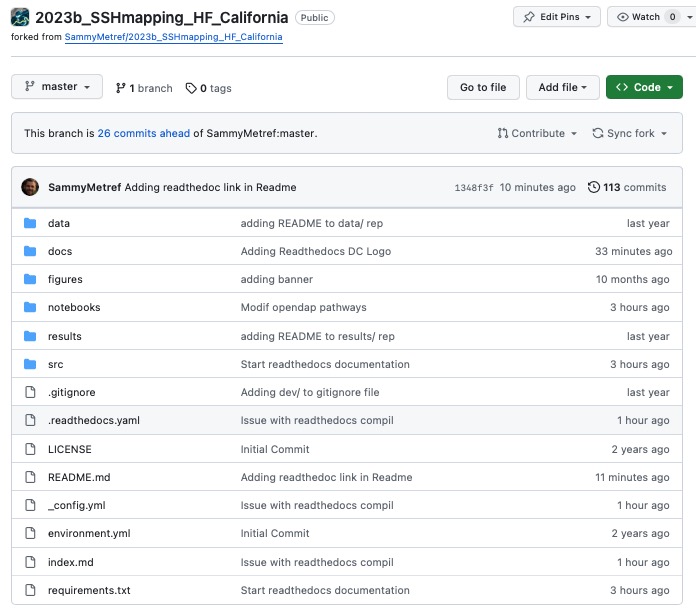 2023b_SSHmapping_HF_California Public Edit Pins Watch 0
forked from SammyMetref/2023b_SSHmapping_HF_California
master 1 branch 0 tags Go to file Add file <> Code
This branch is 26 commits ahead of SammyMetref:master. Contribute Sync fork
SammyMetref Adding readthedoc link in Readme 1348f3f 10 minutes ago 113 commits
data adding README to data/ rep last year
docs Adding Readthedocs DC Logo 33 minutes ago
figures adding banner 10 months ago
notebooks Modif opendap pathways 3 hours ago
results adding README to results/ rep last year
src Start readthedocs documentation 3 hours ago
.gitignore Adding dev/ to gitignore file last year
.readthedocs.yaml Issue with readthedocs compil 1 hour ago
LICENSE Initial Commit 2 years ago
README.md Adding readthedoc link in Readme 11 minutes ago
_config.yml Issue with readthedocs compil 1 hour ago
environment.yml Initial Commit 2 years ago
index.md Issue with readthedocs compil 1 hour ago
requirements.txt Start readthedocs documentation 3 hours ago